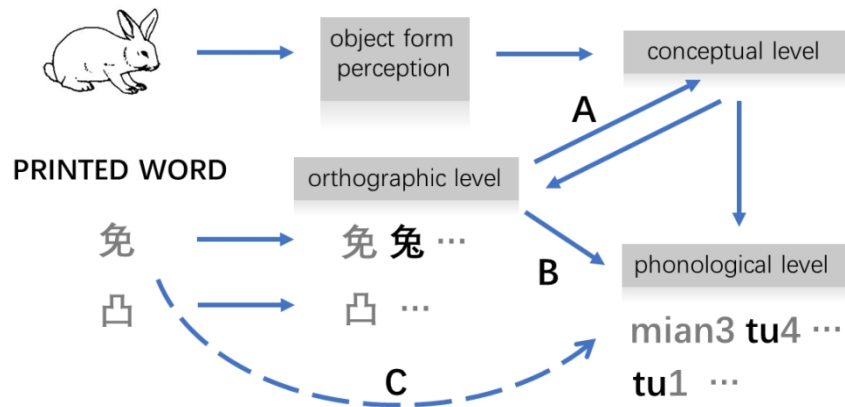 object form
perception
conceptual level
A
PRINTED WORD
orthographic level
免
免 兔 …
B
phonological level
凸
凸 …
mian3 tu4 …
C
tu1 …